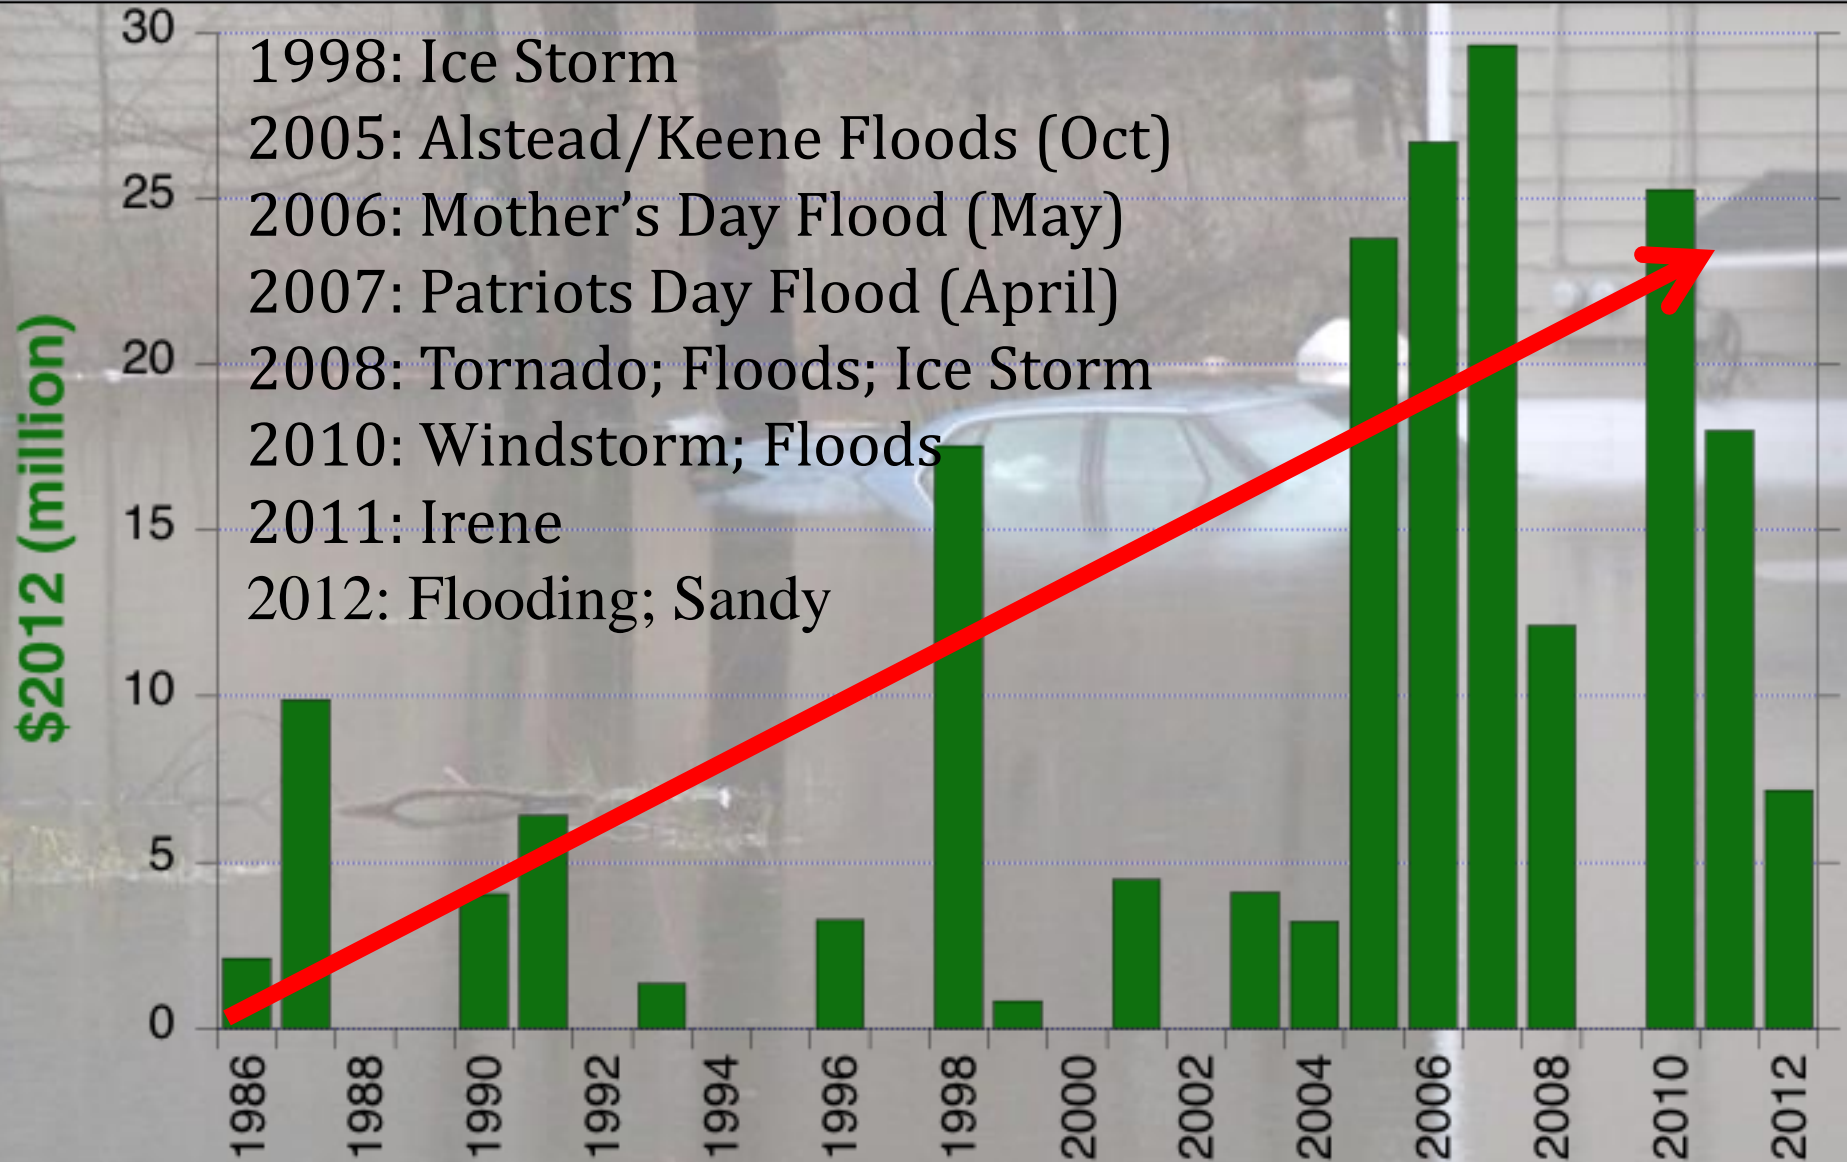 30
25
20
15
10
5
0
$2012 (million)
1998: Ice Storm
2005: Alstead/Keene Floods (Oct)
2006: Mother’s Day Flood (May)
2007: Patriots Day Flood (April)
2008: Tornado; Floods; Ice Storm
2010: Windstorm; Floods
2011: Irene
2012: Flooding; Sandy
1986
1988
1990
1992
1994
1996
1998
2000
2002
2004
2006
2008
2010
2012